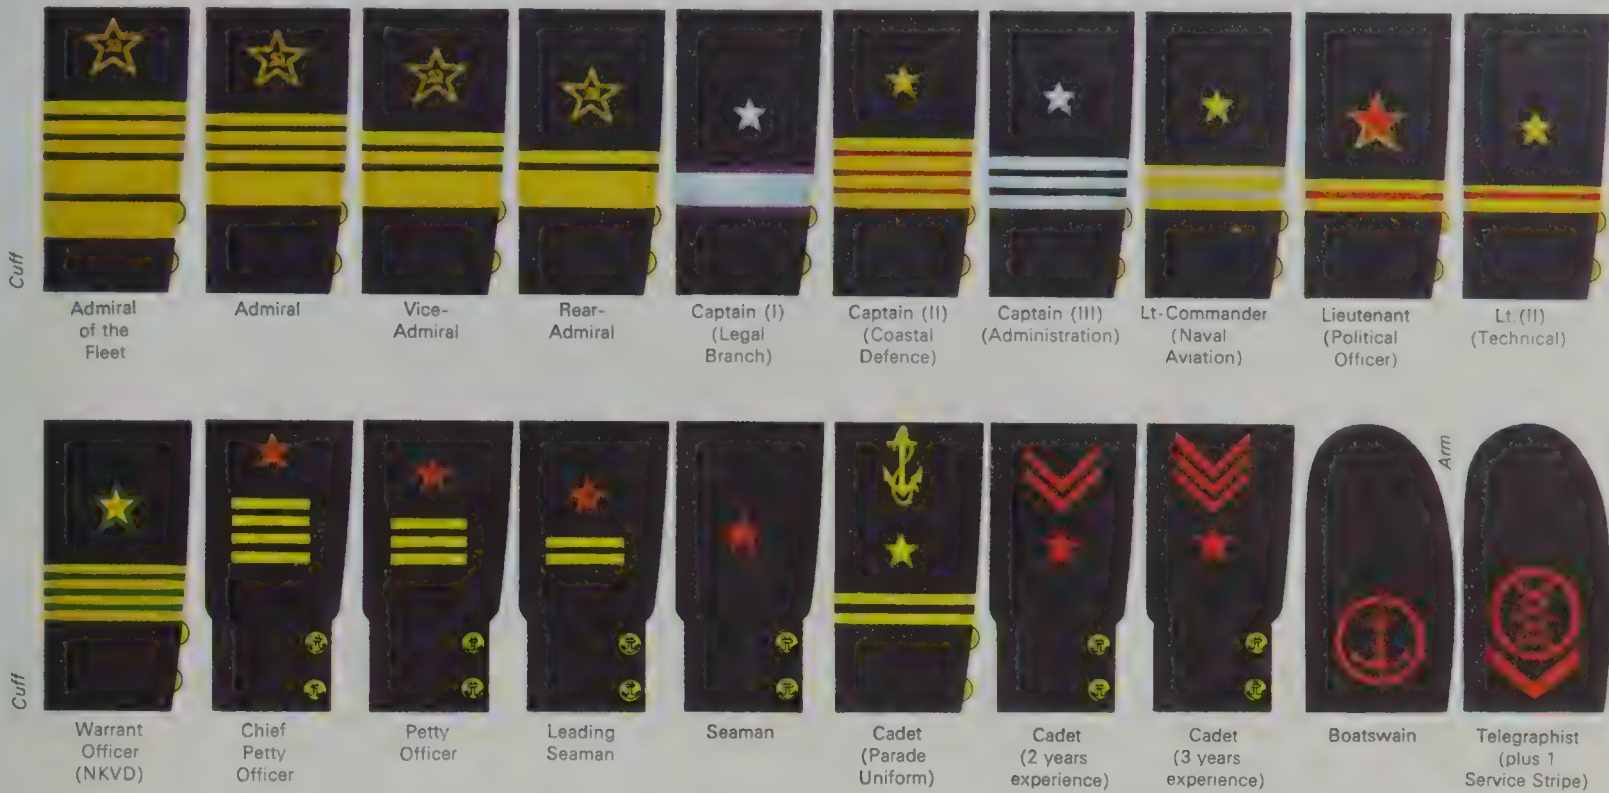 Cuff
Admiral
of the
Fleet
Admiral
Vice-
Admiral
Rear-
Admiral
Captain (I)
(Legal
Branch)
Captain (II)
(Coastal
Defence)
Captain (III)
(Administration)
Lt-Commander
(Naval
Aviation)
Lieutenant
(Political
Officer)
Lt.(II)
(Technical)
Cuff
Arm
Warrant
Officer
(NKVD)
Chief
Petty
Officer
Petty
Officer
Leading
Seaman
Seaman
Cadet
(Parade
Uniform)
Cadet
(2 years
experience)
Cadet
(3 years
experience)
Boatswain
Telegraphist
(plus 1
Service Stripe)